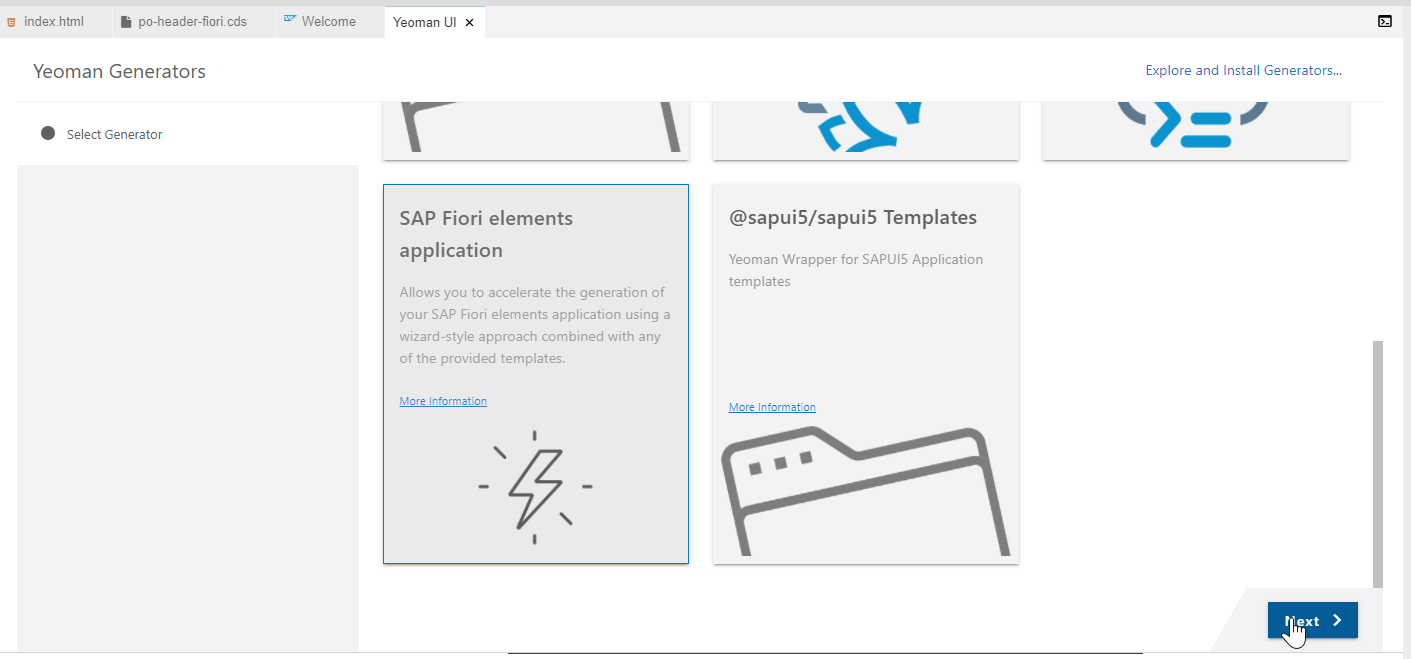 index.html
po-header-fiori.cds
SAP Welcome
Yeoman UI ×
Yeoman Generators
Explore and Install Generators...
Select Generator
SAP Fiori elements
application
Allows you to accelerate the generation of
your SAP Fiori elements application using a
wizard-style approach combined with any
of the provided templates.
More Information
@sapui5/sapui5 Templates
Yeoman Wrapper for SAPUI5 Application
templates
More Information
Next